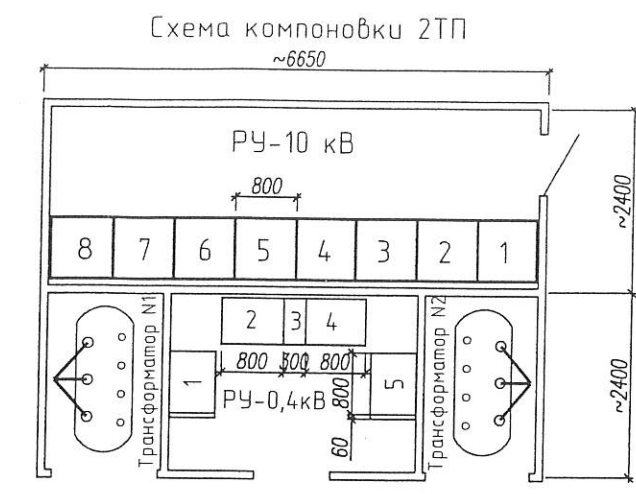 Схема компоновки 2ТП
~6650
РУ-10 кВ
800
~2400
8 7 6 5 4 3 2 1
Трансформатор N1
2 3 4
Трансформатор N2
800 300 800
1
5
РУ-0,4кВ
800
60
~2400